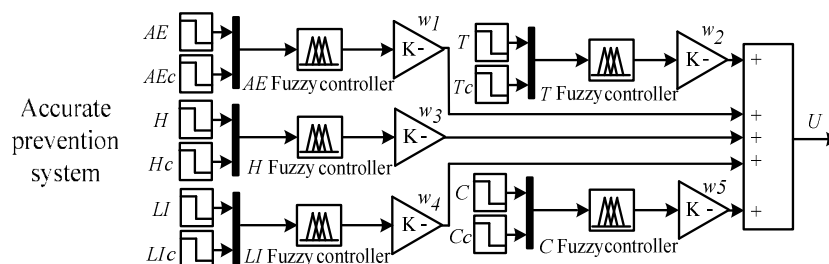 Accurate
prevention
system
AE
AEc
K-
w1
AE Fuzzy controller
T
Tc
K-
w2
T Fuzzy controller
H
Hc
K-
w3
H Fuzzy controller
LI
LIc
K-
w4
LI Fuzzy controller
C
Cc
K-
w5
C Fuzzy controller
+
+
+
+
+
U